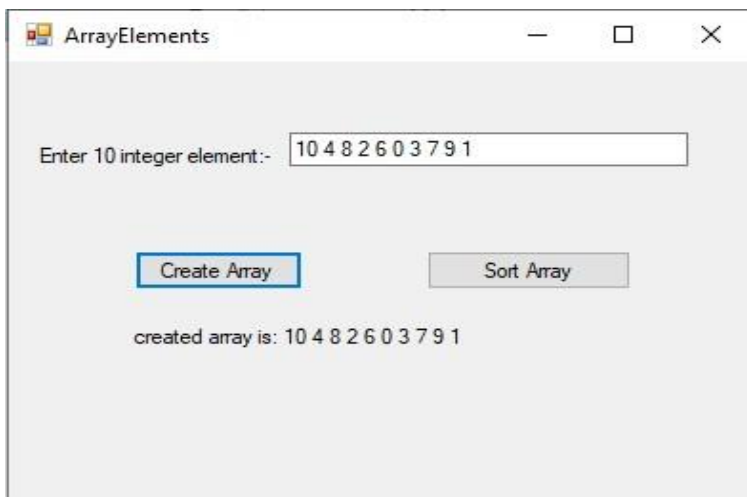 ArrayElements
Enter 10 integer element:- 10 4 8 2 6 0 3 7 9 1
Create Array Sort Array
created array is: 10 4 8 2 6 0 3 7 9 1